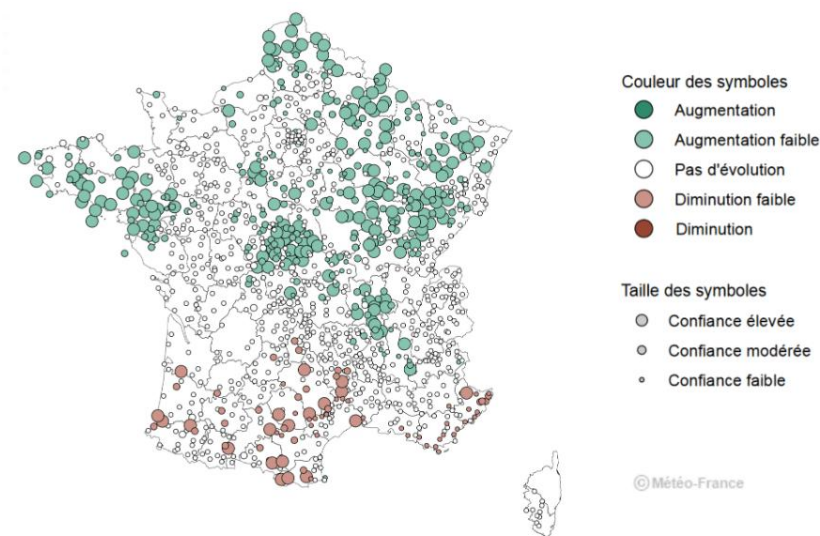 Couleur des symboles
Augmentation
Augmentation faible
Pas d'évolution
Diminution faible
Diminution
Taille des symboles
Confiance élevée
Confiance modérée
Confiance faible
© Météo-France